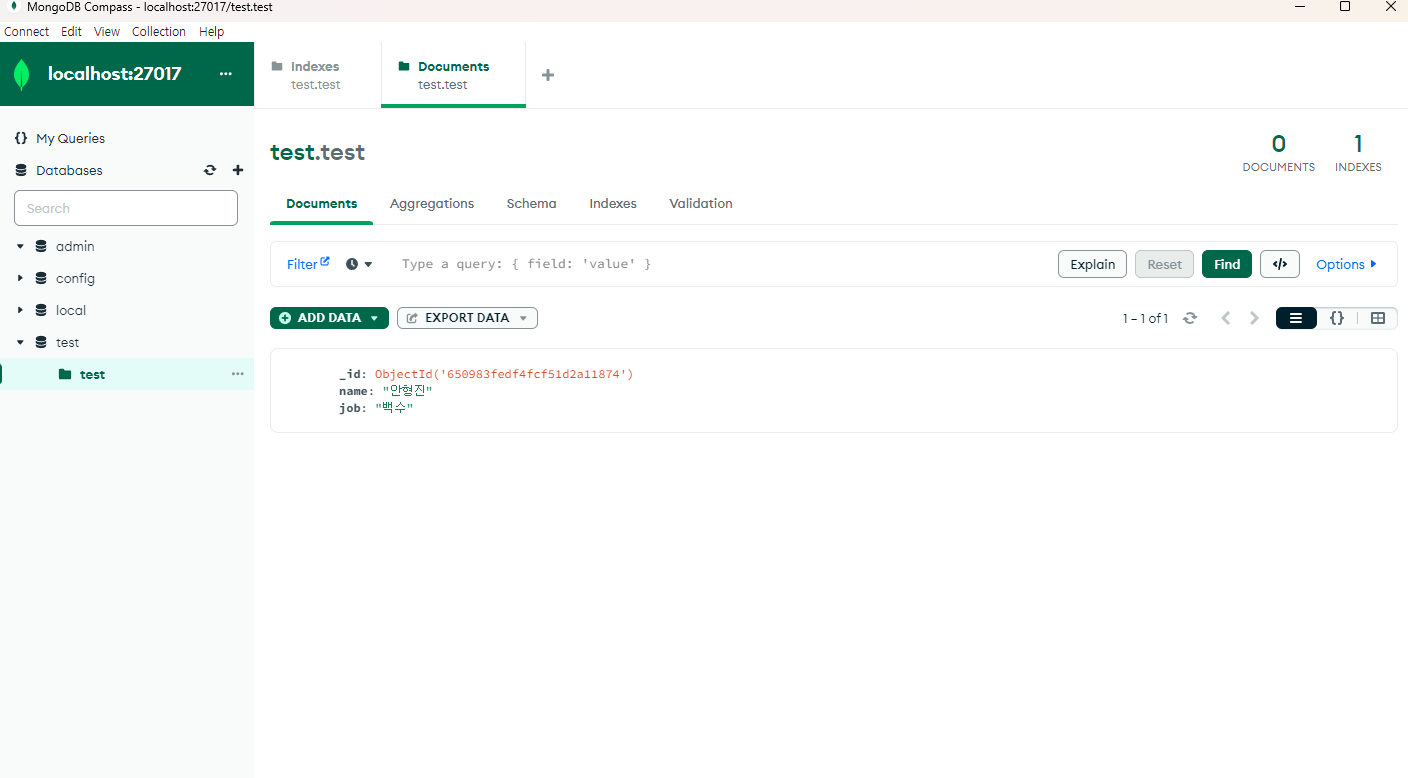 MongoDB Compass - localhost:27017/test.test
Connect Edit View Collection Help
localhost:27017 ...
My Queries
Databases
Search
admin
config
local
test
test
Indexes
test.test
Documents
test.test
test.test
0
DOCUMENTS
1
INDEXES
Documents Aggregations Schema Indexes Validation
Filter Type a query: { field: 'value' } Explain Reset Find </> Options
ADD DATA EXPORT DATA 1 – 1 of 1 {}
_id: ObjectId('650983fedf4fcf51d2a11874')
name: "안형진"
job: "백수"